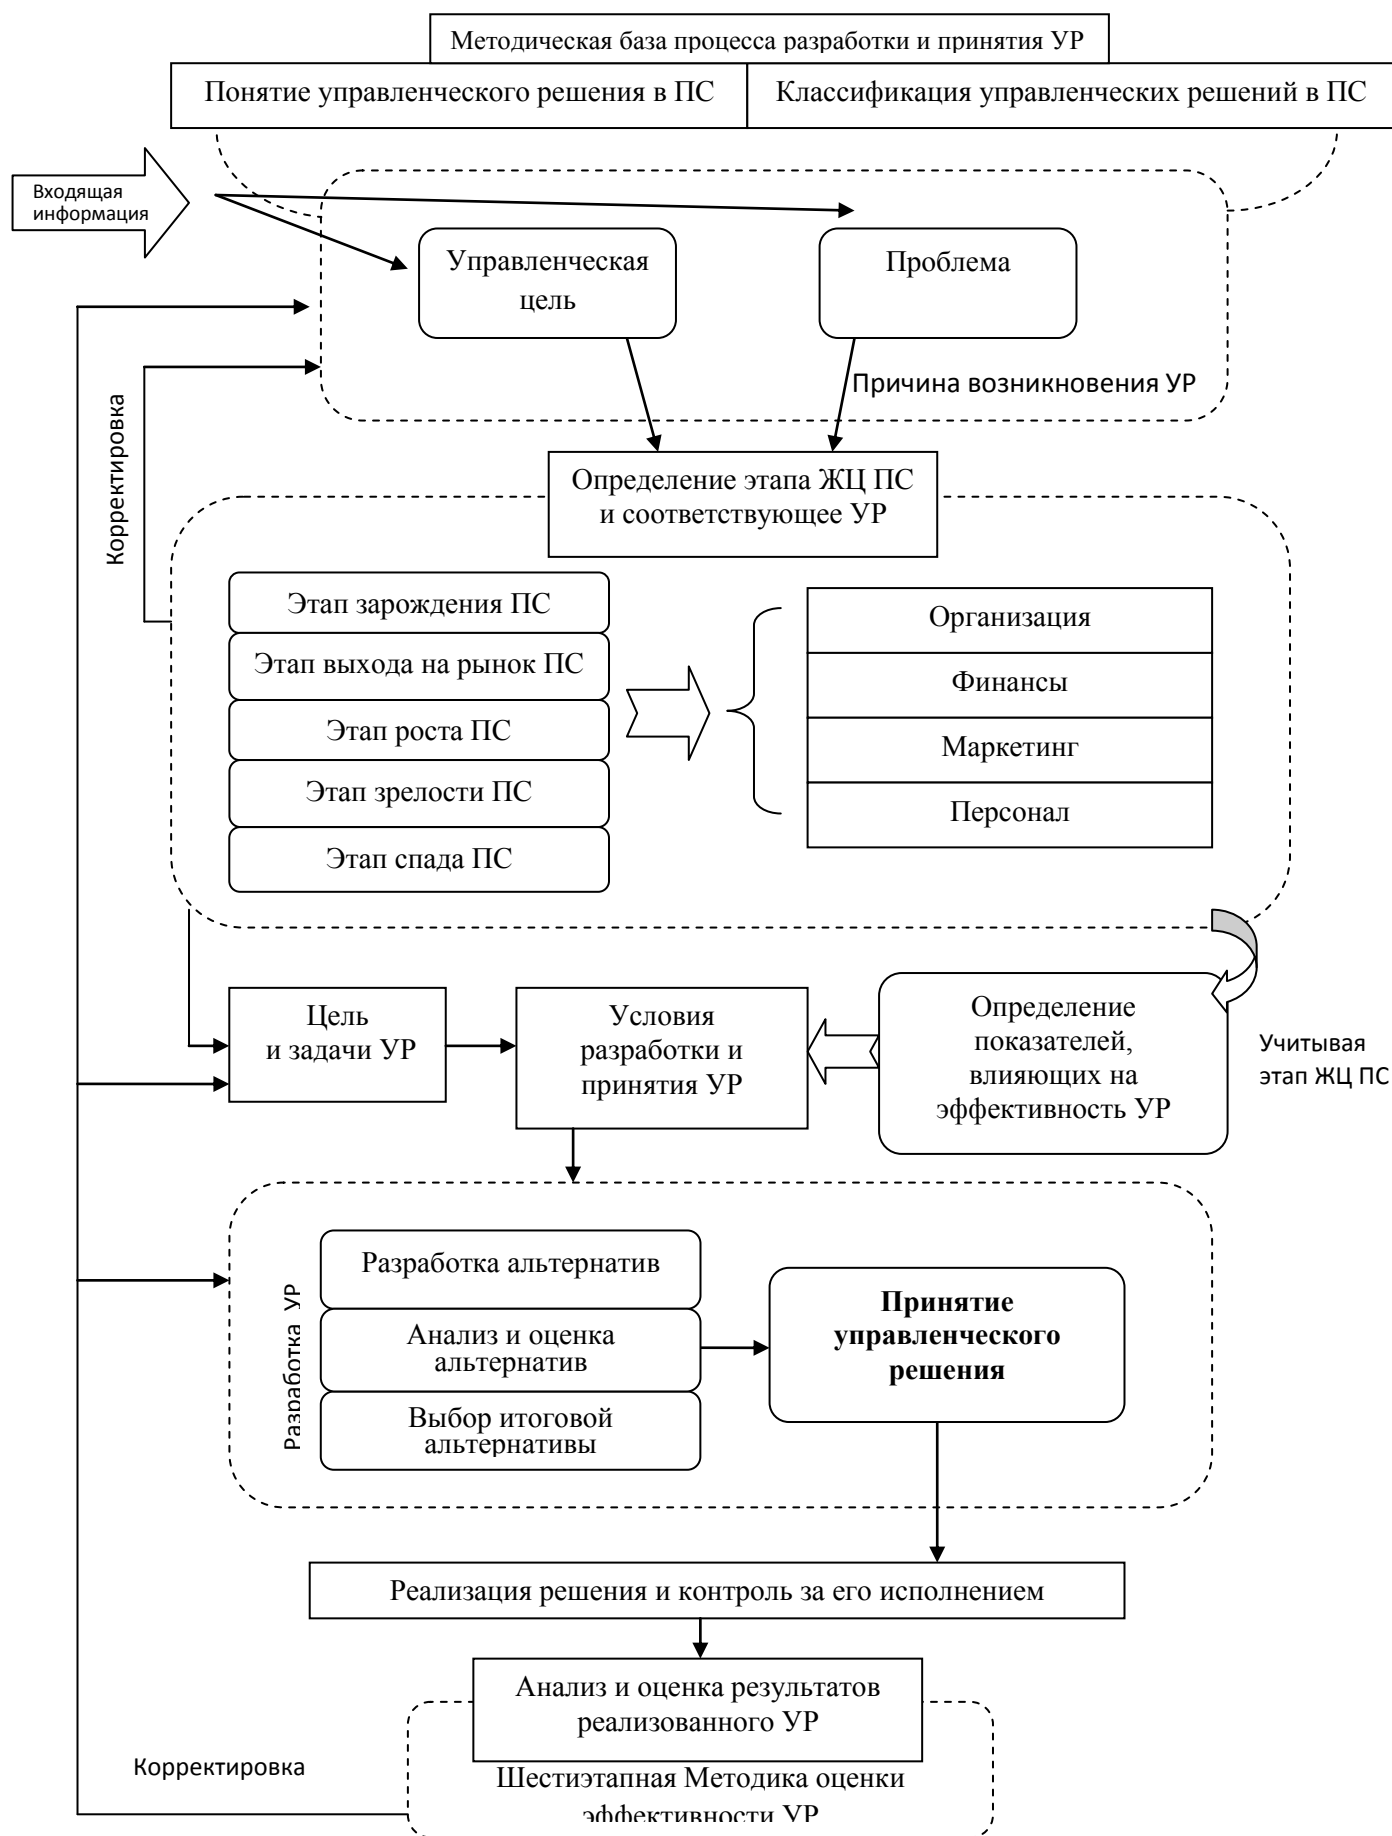 Методическая база процесса разработки и принятия УР
Понятие управленческого решения в ПС
Классификация управленческих решений в ПС
Входящая
информация
Управленческая
цель
Проблема
Причина возникновения УР
Корректировка
Определение этапа ЖЦ ПС
и соответствующее УР
Этап зарождения ПС
Этап выхода на рынок ПС
Этап роста ПС
Этап зрелости ПС
Этап спада ПС
Организация
Финансы
Маркетинг
Персонал
Цель
и задачи УР
Условия
разработки и
принятия УР
Определение
показателей,
влияющих на
эффективность УР
Учитывая
этап ЖЦ ПС
Разработка УР
Разработка альтернатив
Анализ и оценка
альтернатив
Выбор итоговой
альтернативы
Принятие
управленческого
решения
Реализация решения и контроль за его исполнением
Анализ и оценка результатов
реализованного УР
Корректировка
Шестиэтапная Методика оценки
эффективности УР